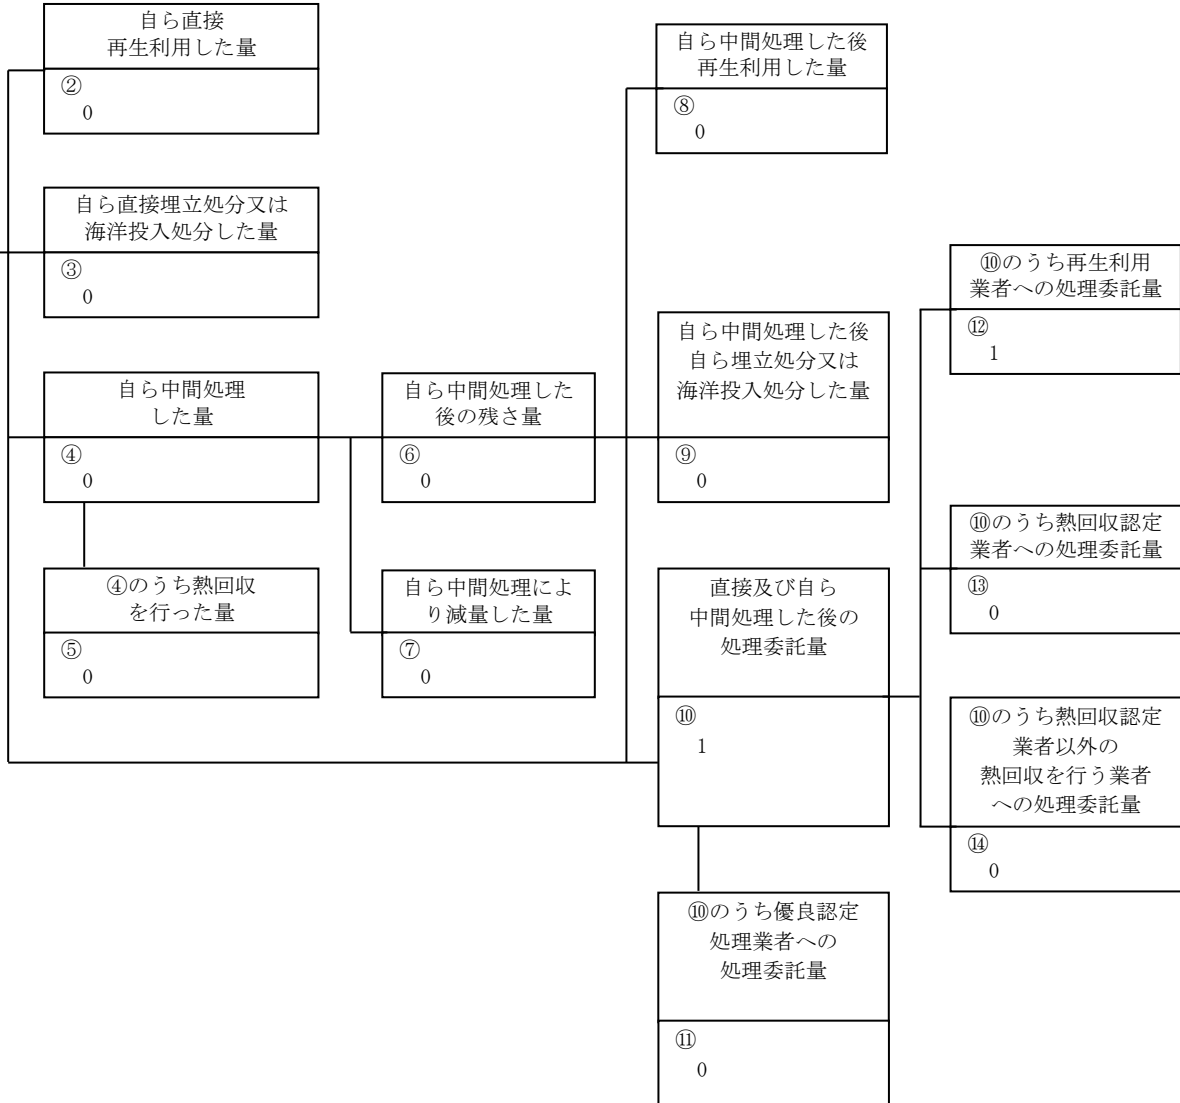 自ら直接
再生利用した量
②
0
自ら直接埋立処分又は
海洋投入処分した量
③
0
自ら中間処理
した量
④
0
④のうち熱回収
を行った量
⑤
0
自ら中間処理した
後の残さ量
⑥
0
自ら中間処理によ
り減量した量
⑦
0
自ら中間処理した後
再生利用した量
⑧
0
自ら中間処理した後
自ら埋立処分又は
海洋投入処分した量
⑨
0
直接及び自ら
中間処理した後の
処理委託量
⑩
1
⑩のうち優良認定
処理業者への
処理委託量
⑪
0
⑩のうち再生利用
業者への処理委託量
⑫
1
⑩のうち熱回収認定
業者への処理委託量
⑬
0
⑩のうち熱回収認定
業者以外の
熱回収を行う業者
への処理委託量
⑭
0